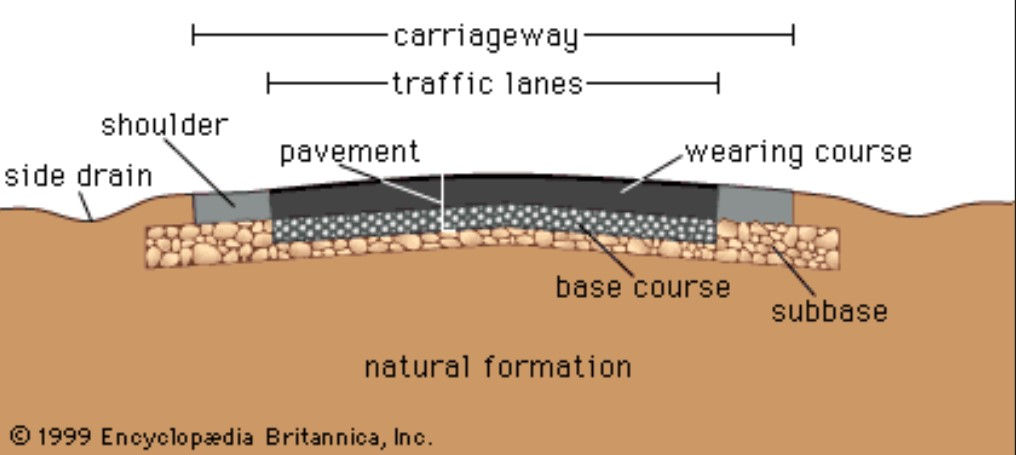 carriageway
traffic lanes
shoulder
pavement
wearing course
side drain
base course
subbase
natural formation
© 1999 Encyclopædia Britannica, Inc.